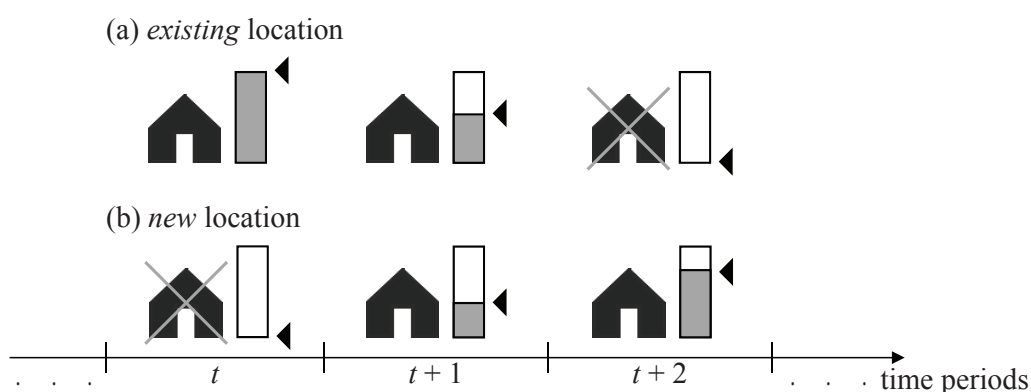 (a) existing location
(b) new location
. . . t t + 1 t + 2 . . . time periods